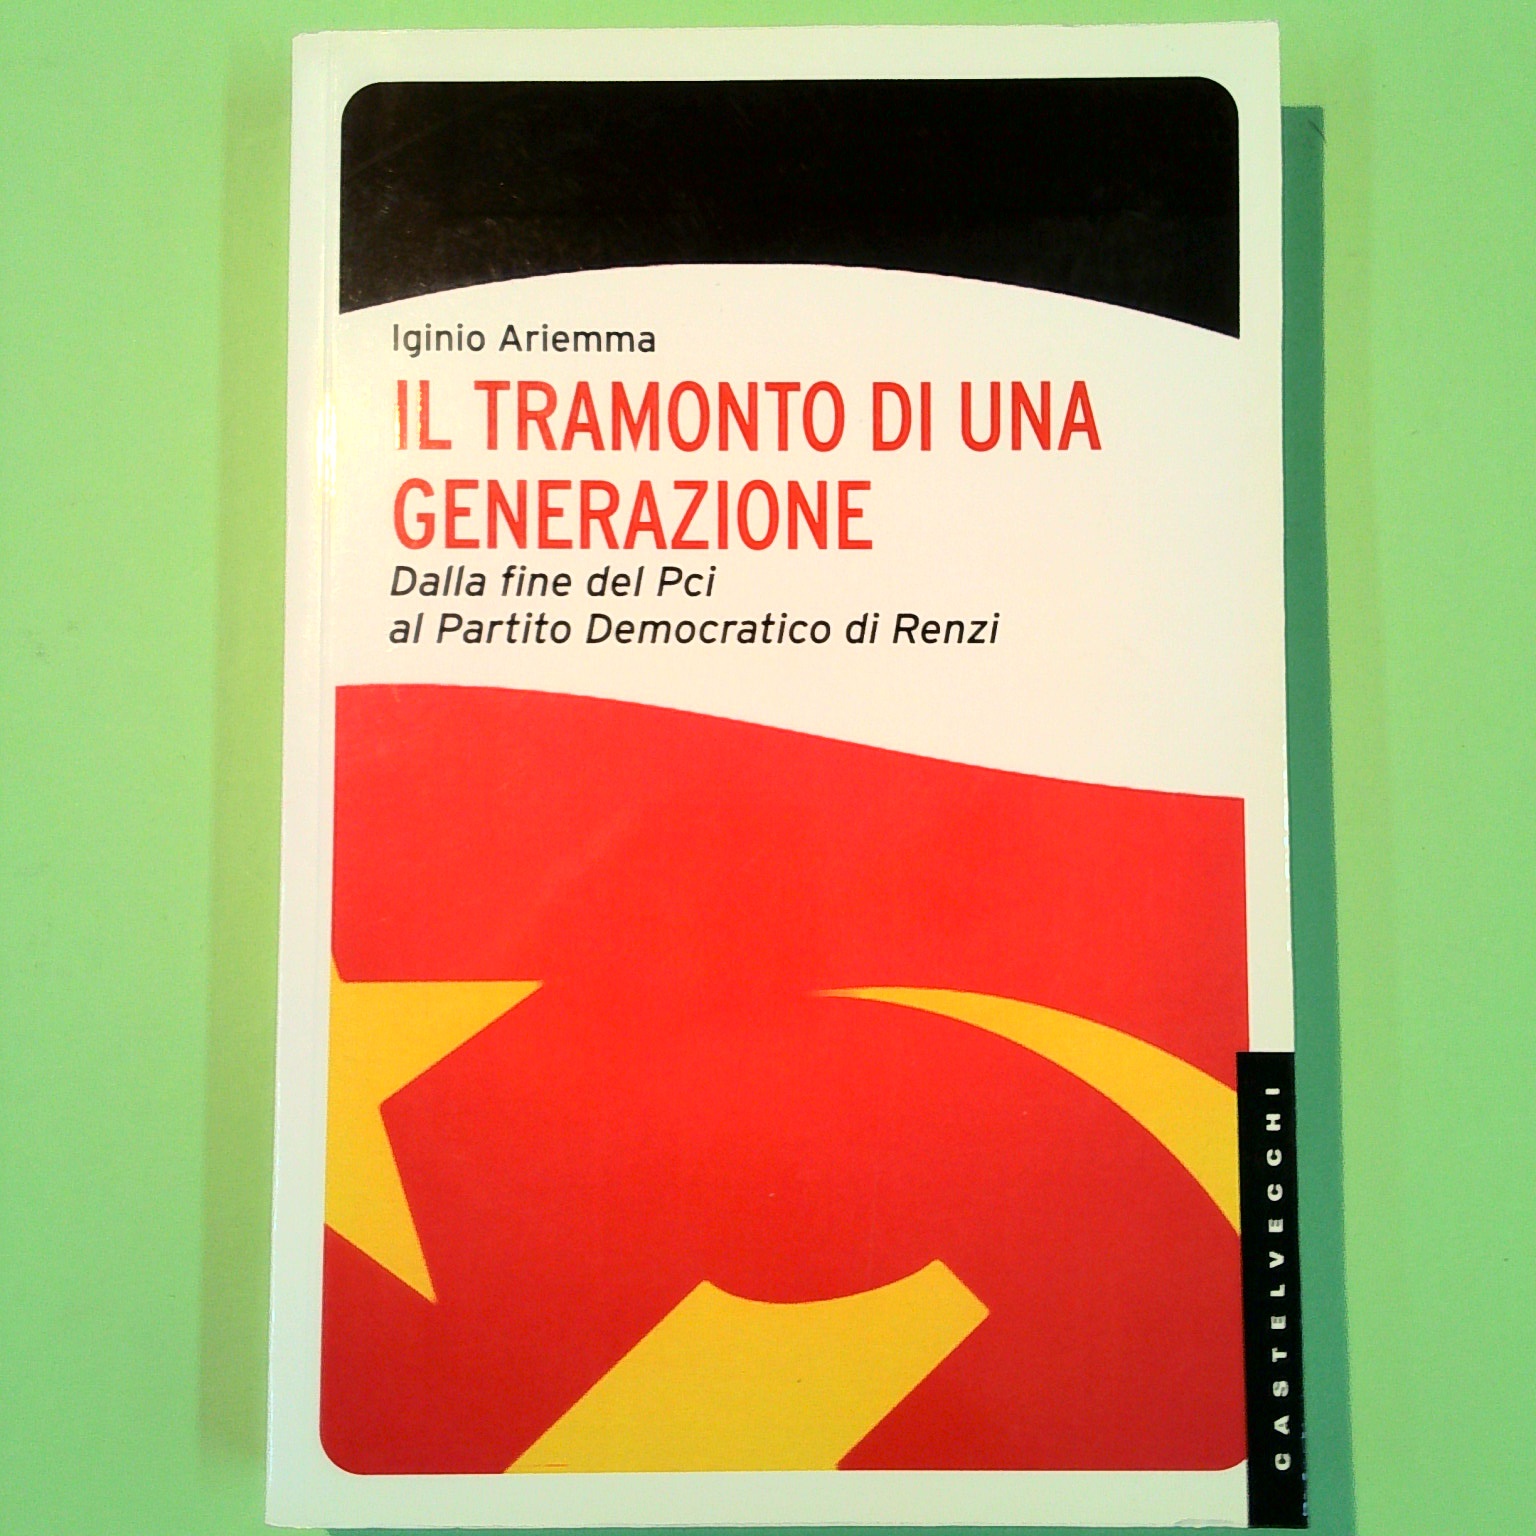 Iginio Ariemma
IL TRAMONTO DI UNA
GENERAZIONE
Dalla fine del Pci
al Partito Democratico di Renzi
CASTELVECCHI